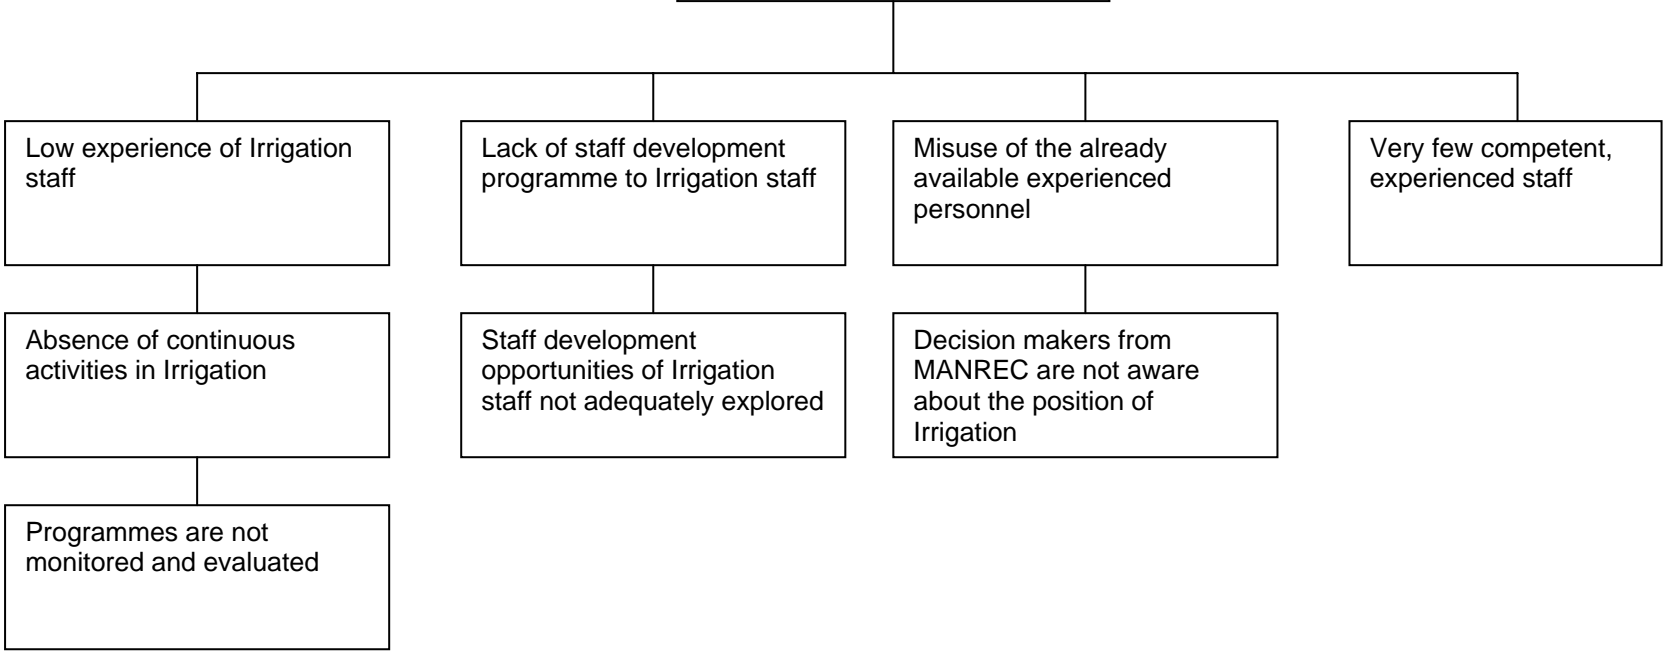 Low experience of Irrigation
staff
Lack of staff development
programme to Irrigation staff
Misuse of the already
available experienced
personnel
Very few competent,
experienced staff
Absence of continuous
activities in Irrigation
Staff development
opportunities of Irrigation
staff not adequately explored
Decision makers from
MANREC are not aware
about the position of
Irrigation
Programmes are not
monitored and evaluated